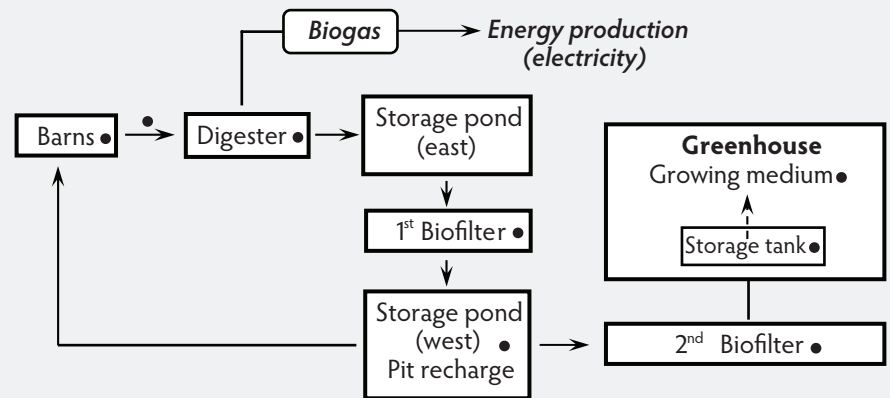 Biogas
Energy production
(electricity)
Barns
Digester
Storage pond
(east)
Greenhouse
Growing medium
Storage tank
1st Biofilter
Storage pond
(west)
Pit recharge
2nd Biofilter